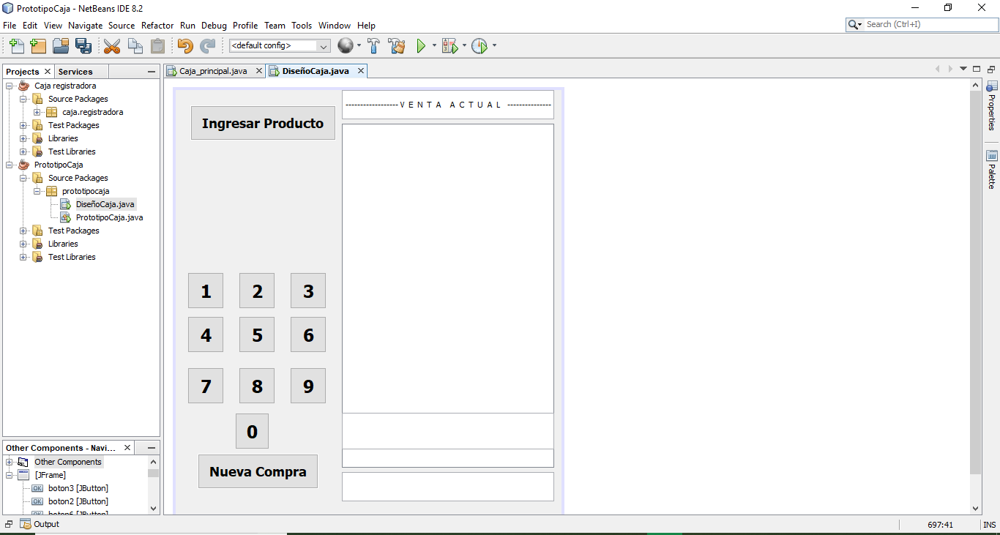 PrototipoCaja - NetBeans IDE 8.2
File Edit View Navigate Source Refactor Run Debug Profile Team Tools Window Help
Search (Ctrl+I)
<default config>
Projects Services
Caja registradora
Source Packages
caja.registradora
Test Packages
Libraries
Test Libraries
PrototipoCaja
Source Packages
prototipocaja
DiseñoCaja.java
PrototipoCaja.java
Test Packages
Libraries
Test Libraries
Other Components - Navi...
Other Components
[JFrame]
boton3 [JButton]
boton2 [JButton]
boton6 [JButton]
Caja_principal.java DiseñoCaja.java
Ingresar Producto
------------------V E N T A   A C T U A L ---------------
1 2 3
4 5 6
7 8 9
0
Nueva Compra
Properties
Palette
Output
697:41 INS